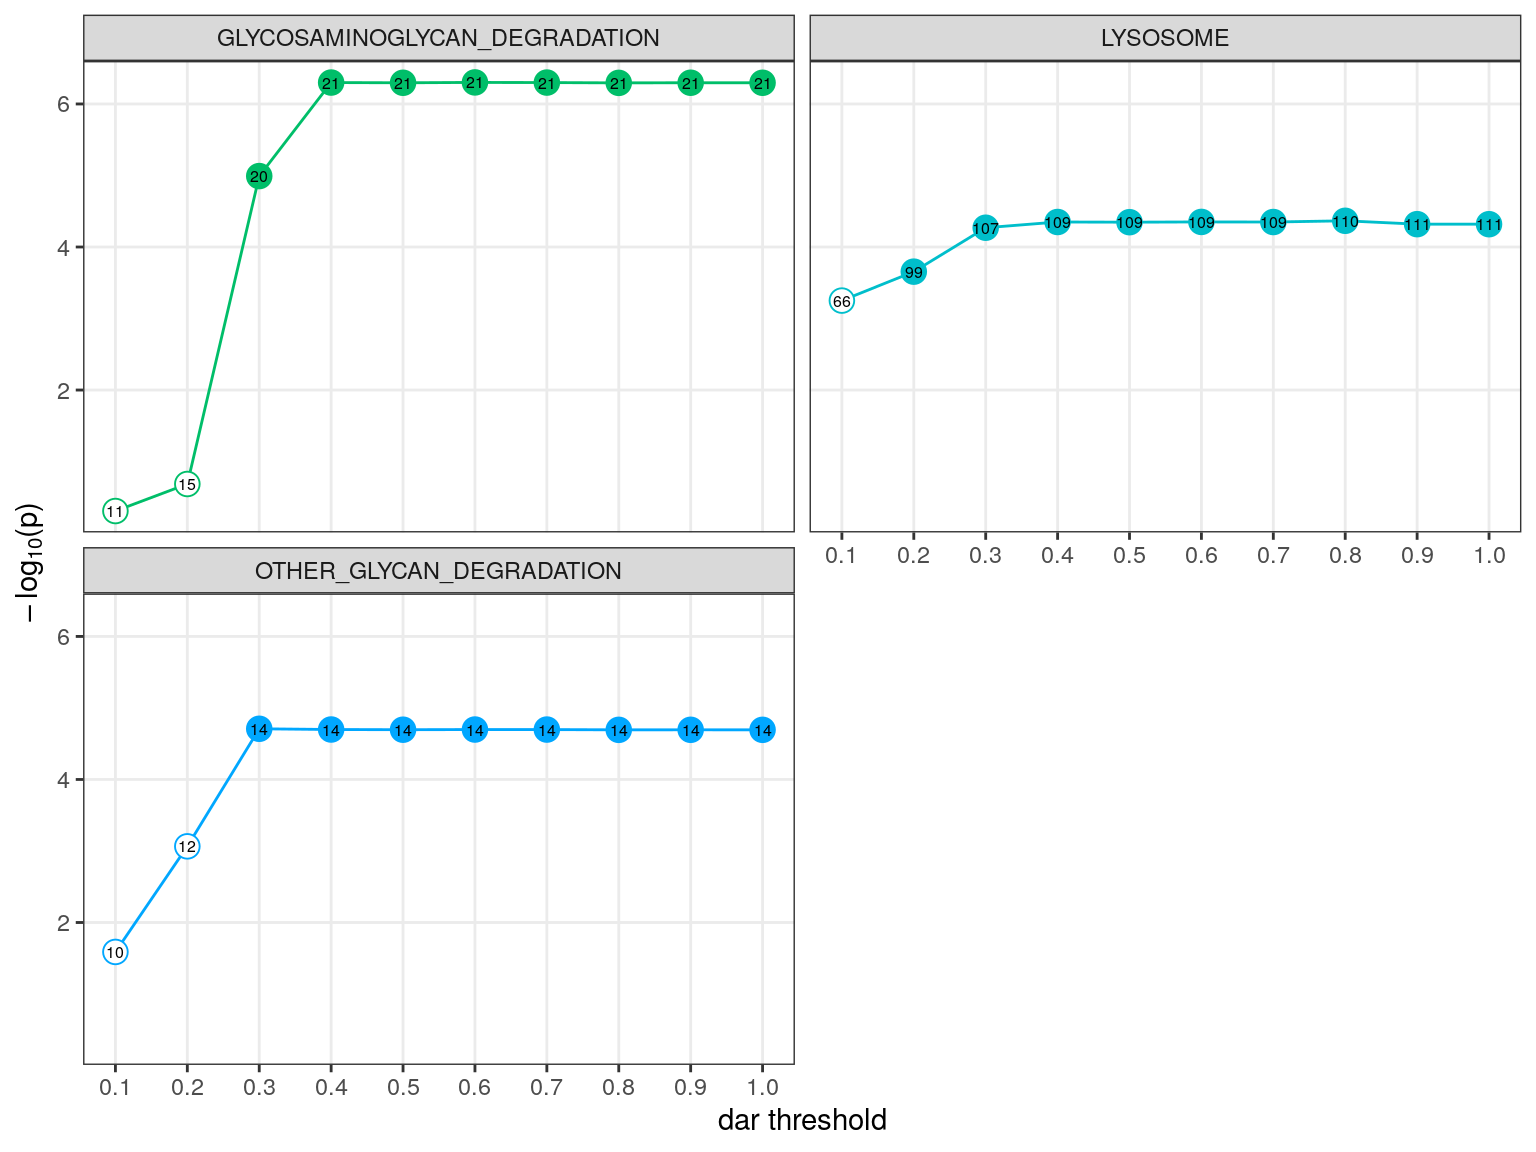 GLYCOSAMINOGLYCAN_DEGRADATION
6
4
2
11 15 20 21 21 21 21 21 21 21
LYSOSOME
66 99 107 109 109 109 109 110 111 111
0.1 0.2 0.3 0.4 0.5 0.6 0.7 0.8 0.9 1.0
− log₁₀(p)
OTHER_GLYCAN_DEGRADATION
6
4
2
10 12 14 14 14 14 14 14 14 14
0.1 0.2 0.3 0.4 0.5 0.6 0.7 0.8 0.9 1.0
dar threshold